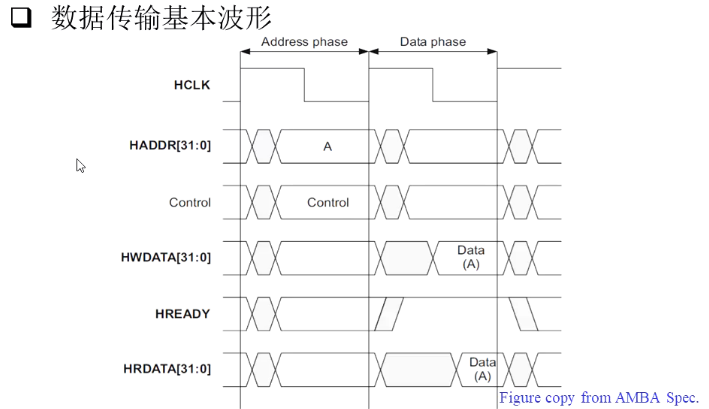 数据传输基本波形
Address phase
Data phase
HCLK
HADDR[31:0]
A
Control
Control
HWDATA[31:0]
Data
(A)
HREADY
HRDATA[31:0]
Data
(A)
Figure copy from AMBA Spec.